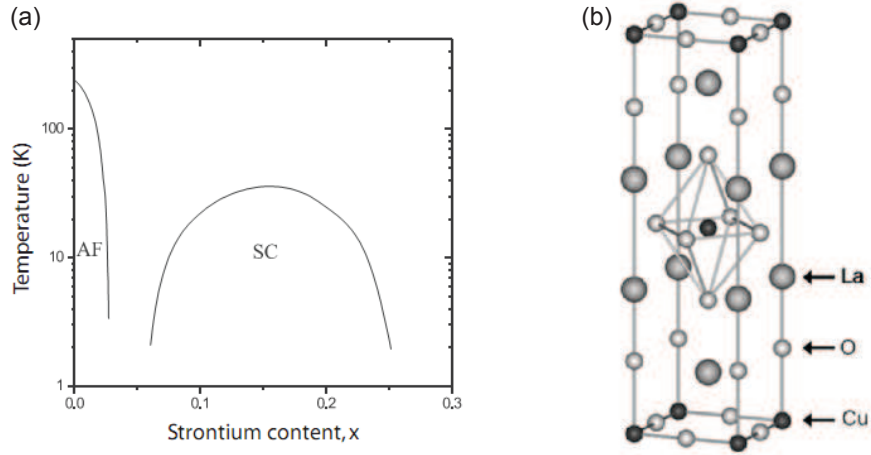 (a)
Temperature (K)
100
10
1
AF
SC
0.0 0.1 0.2 0.3
Strontium content, x
(b)
La
O
Cu